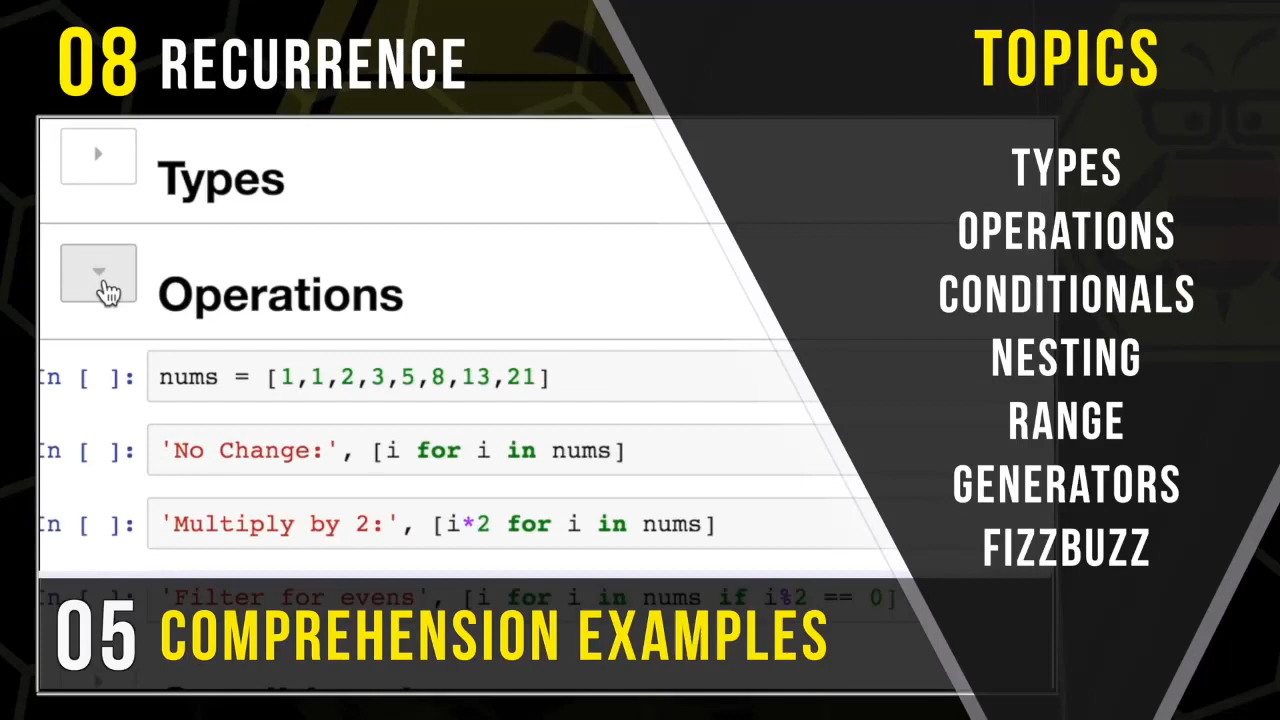 08 RECURRENCE
Types
Operations
In [ ]: nums = [1,1,2,3,5,8,13,21]
In [ ]: 'No Change:', [i for i in nums]
In [ ]: 'Multiply by 2:', [i*2 for i in nums]
In [ ]: 'Filter for evens', [i for i in nums if i%2 == 0]
05 COMPREHENSION EXAMPLES
TOPICS
TYPES
OPERATIONS
CONDITIONALS
NESTING
RANGE
GENERATORS
FIZZBUZZ